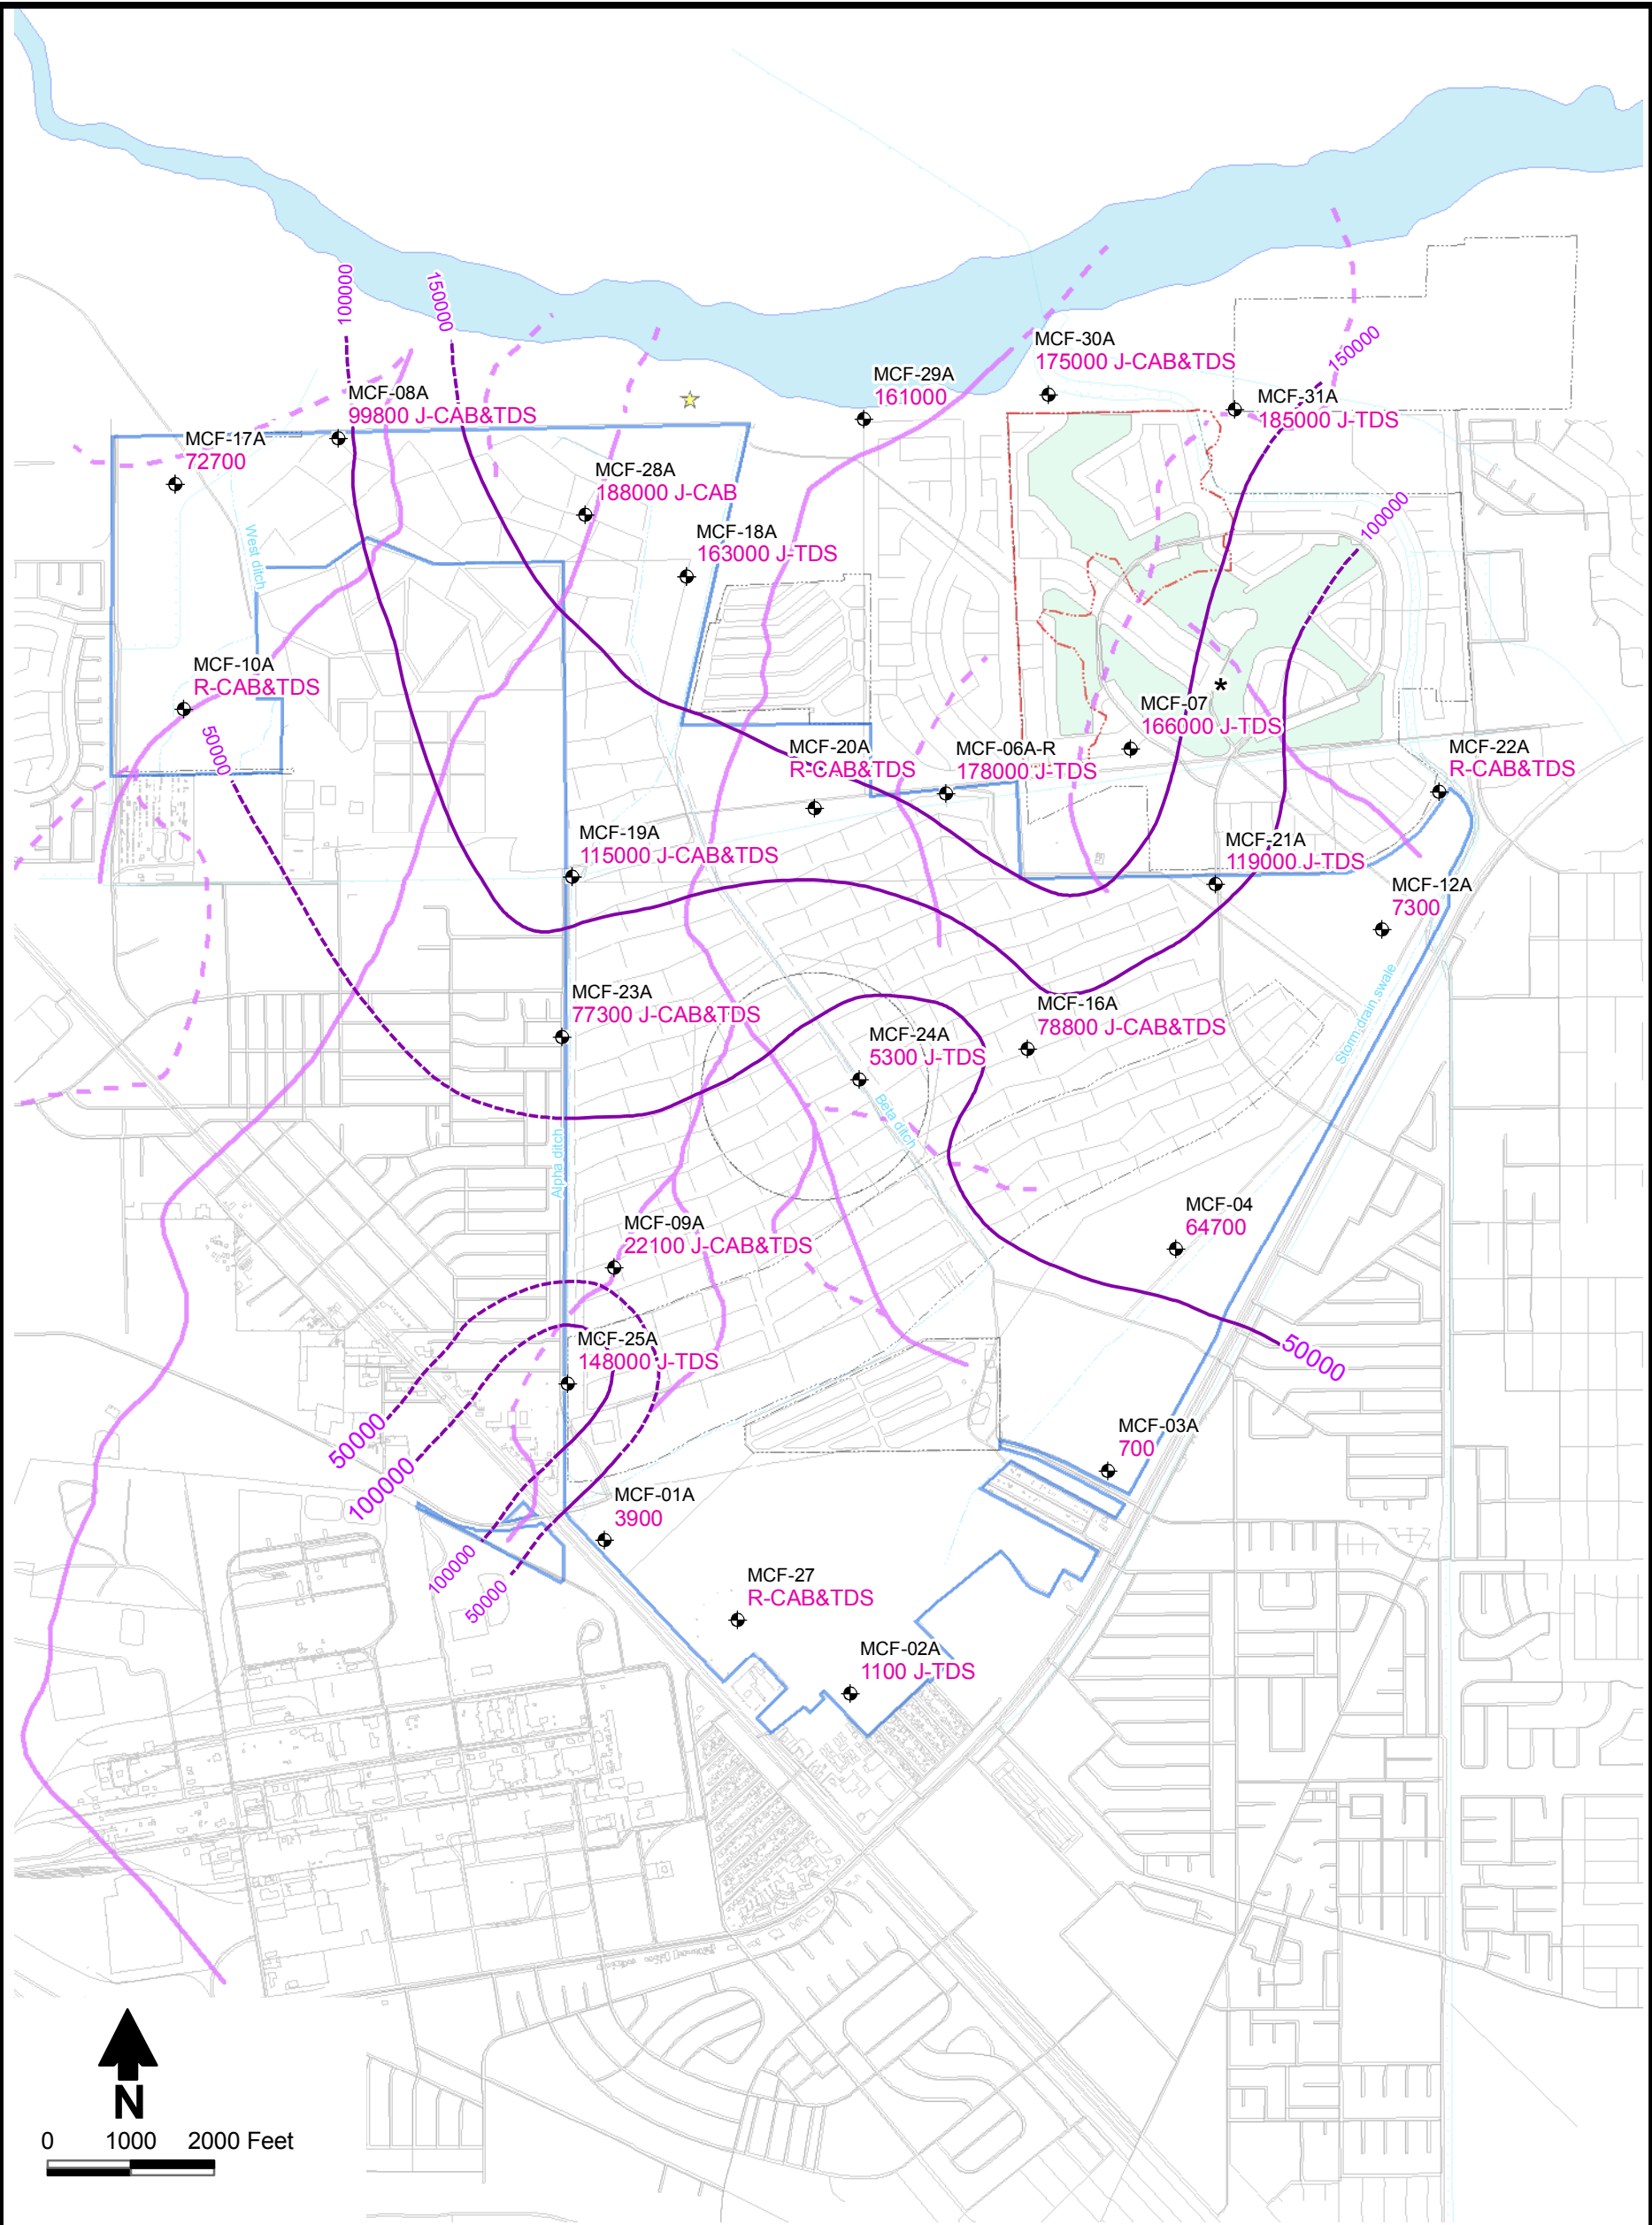 100000
150000
MCF-30A
175000 J-CAB&TDS
150000
MCF-29A
161000
MCF-08A
99800 J-CAB&TDS
MCF-31A
185000 J-TDS
MCF-17A
72700
MCF-28A
188000 J-CAB
100000
West ditch
MCF-18A
163000 J-TDS
MCF-10A
R-CAB&TDS
*
MCF-07
166000 J-TDS
50000
MCF-20A
R-CAB&TDS
MCF-06A-R
178000 J-TDS
MCF-22A
R-CAB&TDS
MCF-19A
115000 J-CAB&TDS
MCF-21A
119000 J-TDS
MCF-12A
7300
MCF-23A
77300 J-CAB&TDS
MCF-16A
78800 J-CAB&TDS
Storm drain swale
MCF-24A
5300 J-TDS
Beta ditch
Alpha ditch
MCF-04
64700
MCF-09A
22100 J-CAB&TDS
MCF-25A
148000 J-TDS
50000
50000
100000
MCF-03A
700
MCF-01A
3900
100000
50000
MCF-27
R-CAB&TDS
MCF-02A
1100 J-TDS
N
0 1000 2000 Feet